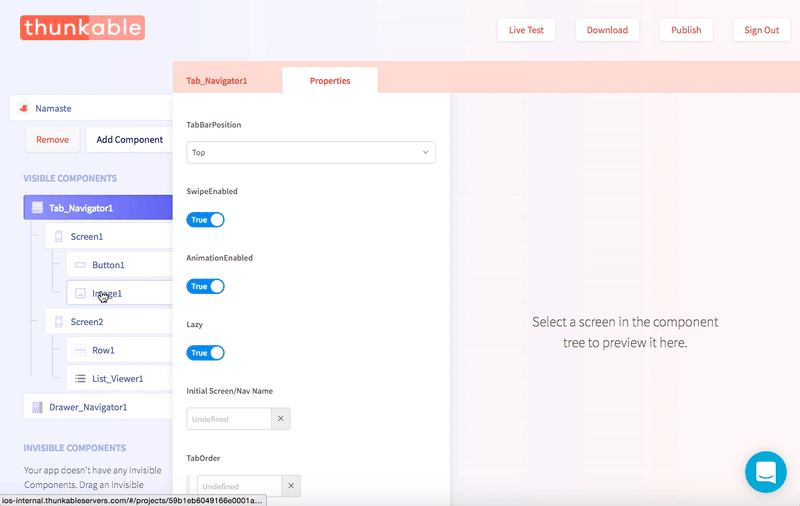 thunkable
Live Test
Download
Publish
Sign Out
Tab_Navigator1
Properties
Namaste
Remove
Add Component
VISIBLE COMPONENTS
Tab_Navigator1
Screen1
Button1
Image1
Screen2
Row1
List_Viewer1
Drawer_Navigator1
INVISIBLE COMPONENTS
Your app doesn't have any Invisible
Components. Drag an Invisible
TabBarPosition
Top
SwipeEnabled
True
AnimationEnabled
True
Lazy
True
Initial Screen/Nav Name
Undefined
TabOrder
Undefined
Select a screen in the component
tree to preview it here.
ios-internal.thunkableservers.com/#/projects/59b1eb6049166e0001a...